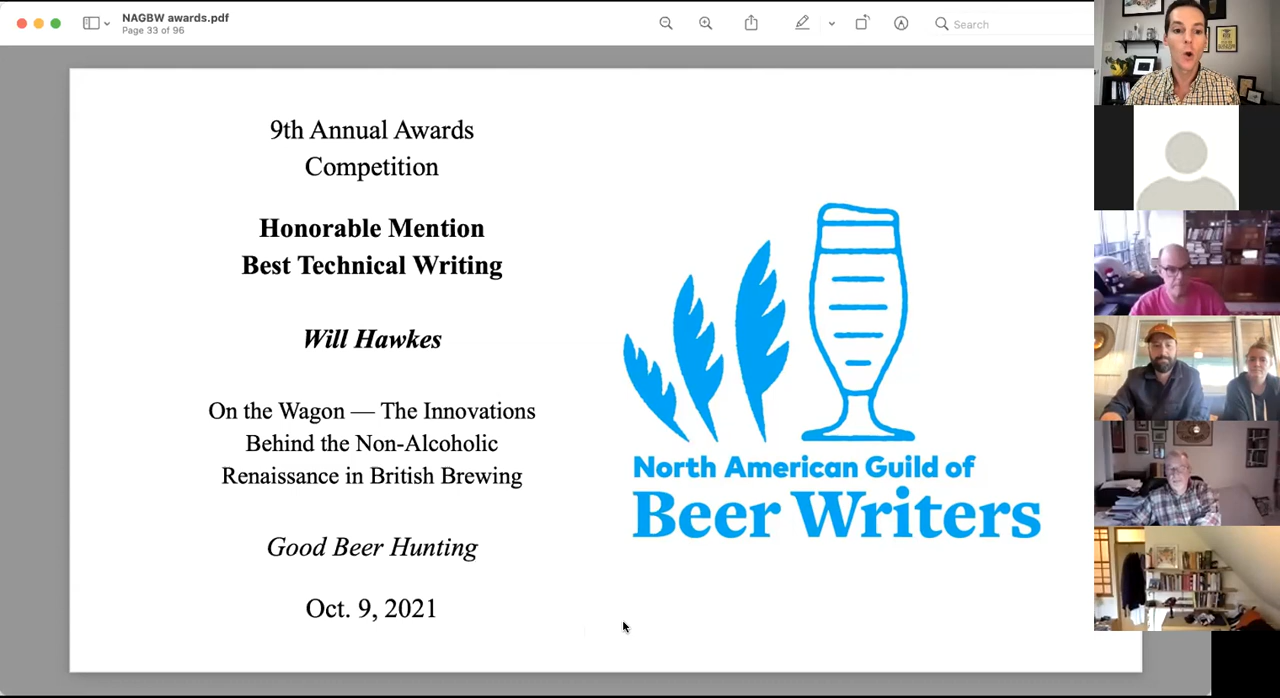 NAGBW awards.pdf
Page 33 of 96
Search
9th Annual Awards
Competition
Honorable Mention
Best Technical Writing
Will Hawkes
On the Wagon — The Innovations
Behind the Non-Alcoholic
Renaissance in British Brewing
Good Beer Hunting
Oct. 9, 2021
North American Guild of
Beer Writers